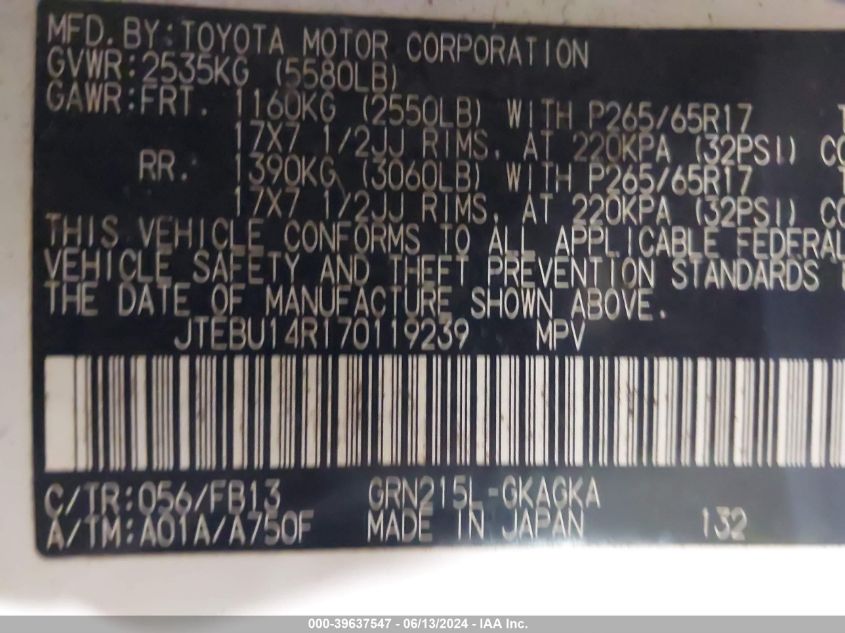 MFD. BY: TOYOTA MOTOR CORPORATION
GVWR: 2535KG (5580LB)
GAWR: FRT. 1160KG (2550LB) WITH P265/65R17 T
17X7 1/2JJ RIMS, AT 220KPA (32PSI) CO
RR. 1390KG (3060LB) WITH P265/65R17 T
17X7 1/2JJ RIMS, AT 220KPA (32PSI) CO
THIS VEHICLE CONFORMS TO ALL APPLICABLE FEDERAL
VEHICLE SAFETY AND THEFT PREVENTION STANDARDS
THE DATE OF MANUFACTURE SHOWN ABOVE.
JTEBU14R170119239 MPV
C/TR: 056/FB13 GRN215L-GKAGKA
A/TM: A01A/A750F MADE IN JAPAN 132
000-39637547 - 06/13/2024 - IAA Inc.